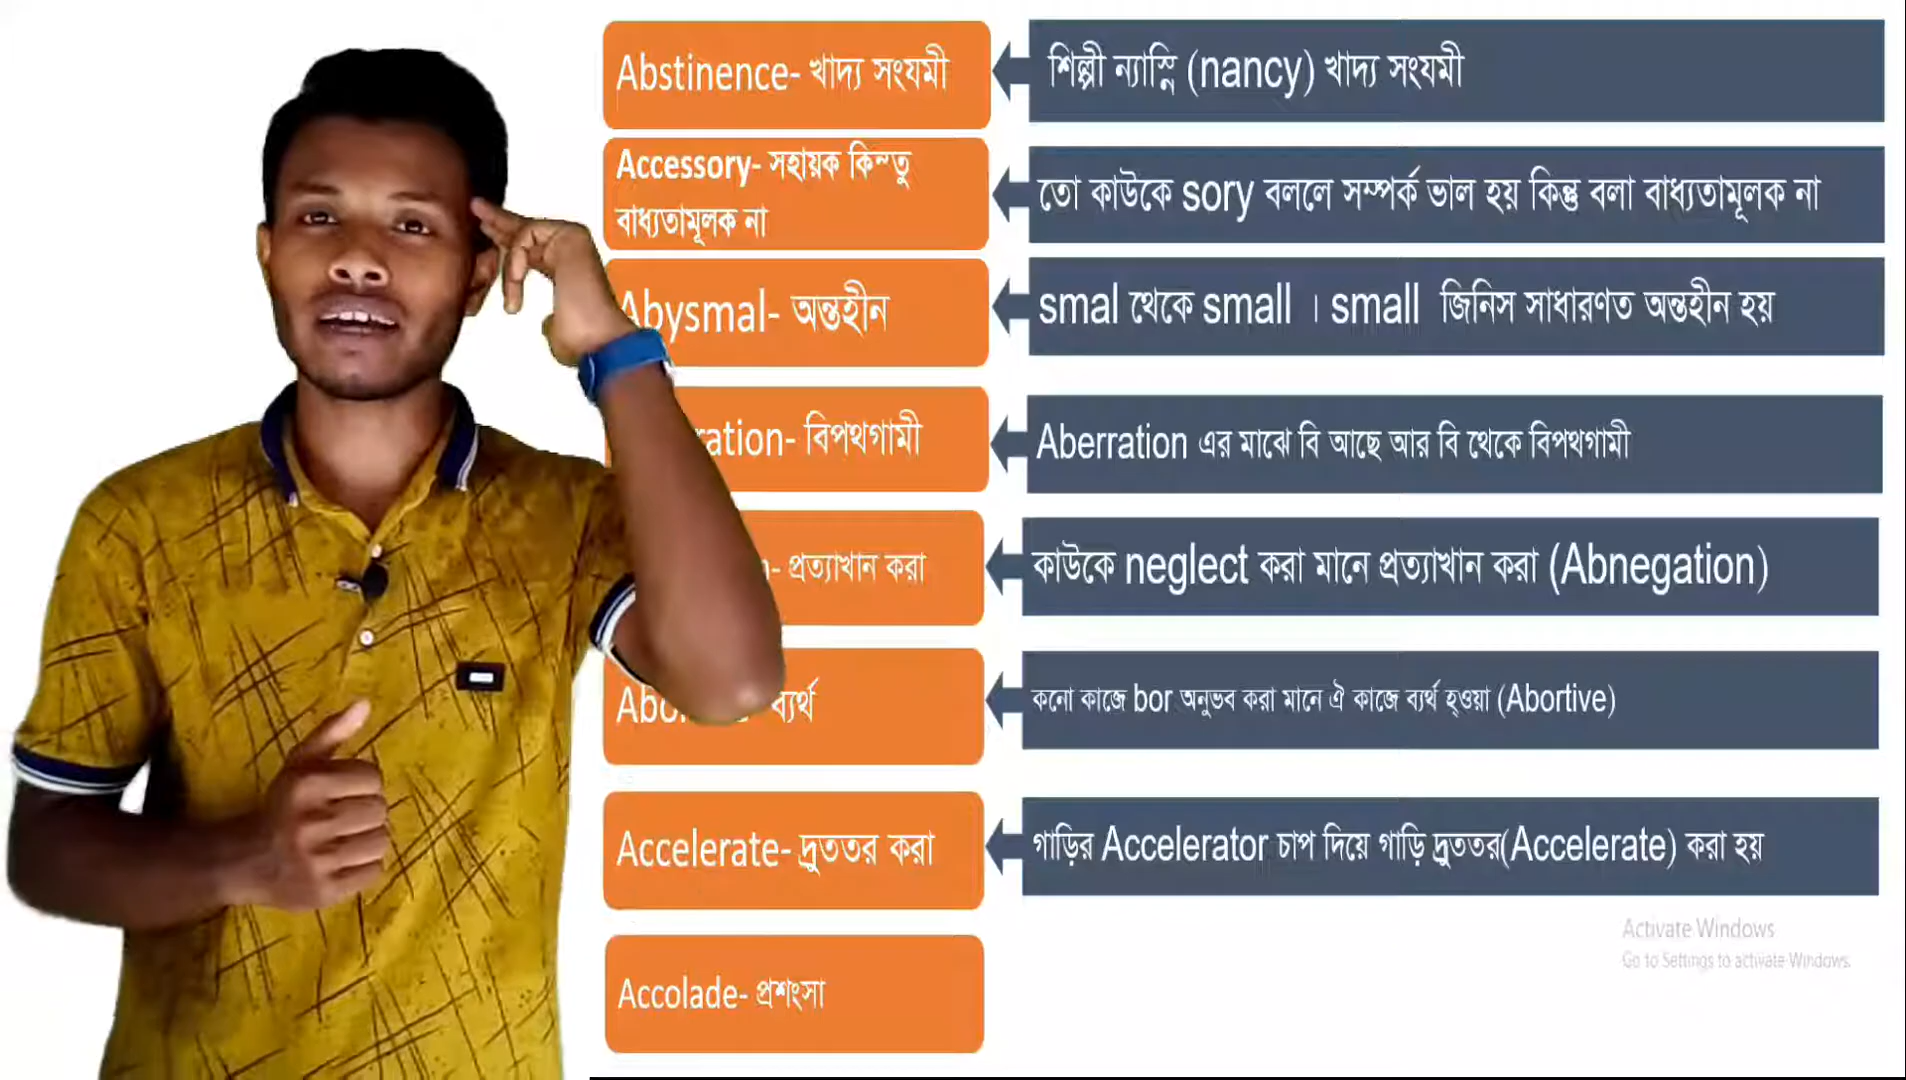 Abstinence- খাদ্য সংযমী
শিল্পী ন্যান্সি (nancy) খাদ্য সংযমী
Accessory- সহায়ক কিন্তু
বাধ্যতামূলক না
তো কাউকে sory বললে সম্পর্ক ভাল হয় কিন্তু বলা বাধ্যতামূলক না
Abysmal- অন্তহীন
smal থেকে small । small জিনিস সাধারণত অন্তহীন হয়
ration- বিপথগামী
Aberration এর মাঝে বি আছে আর বি থেকে বিপথগামী
n- প্রত্যাখান করা
কাউকে neglect করা মানে প্রত্যাখান করা (Abnegation)
Abo ব্যর্থ
কনো কাজে bor অনুভব করা মানে ঐ কাজে ব্যর্থ হ্ওয়া (Abortive)
Accelerate- দ্রুততর করা
গাড়ির Accelerator চাপ দিয়ে গাড়ি দ্রুততর(Accelerate) করা হয়
Accolade- প্রশংসা
Activate Windows
Go to Settings to activate Windows.